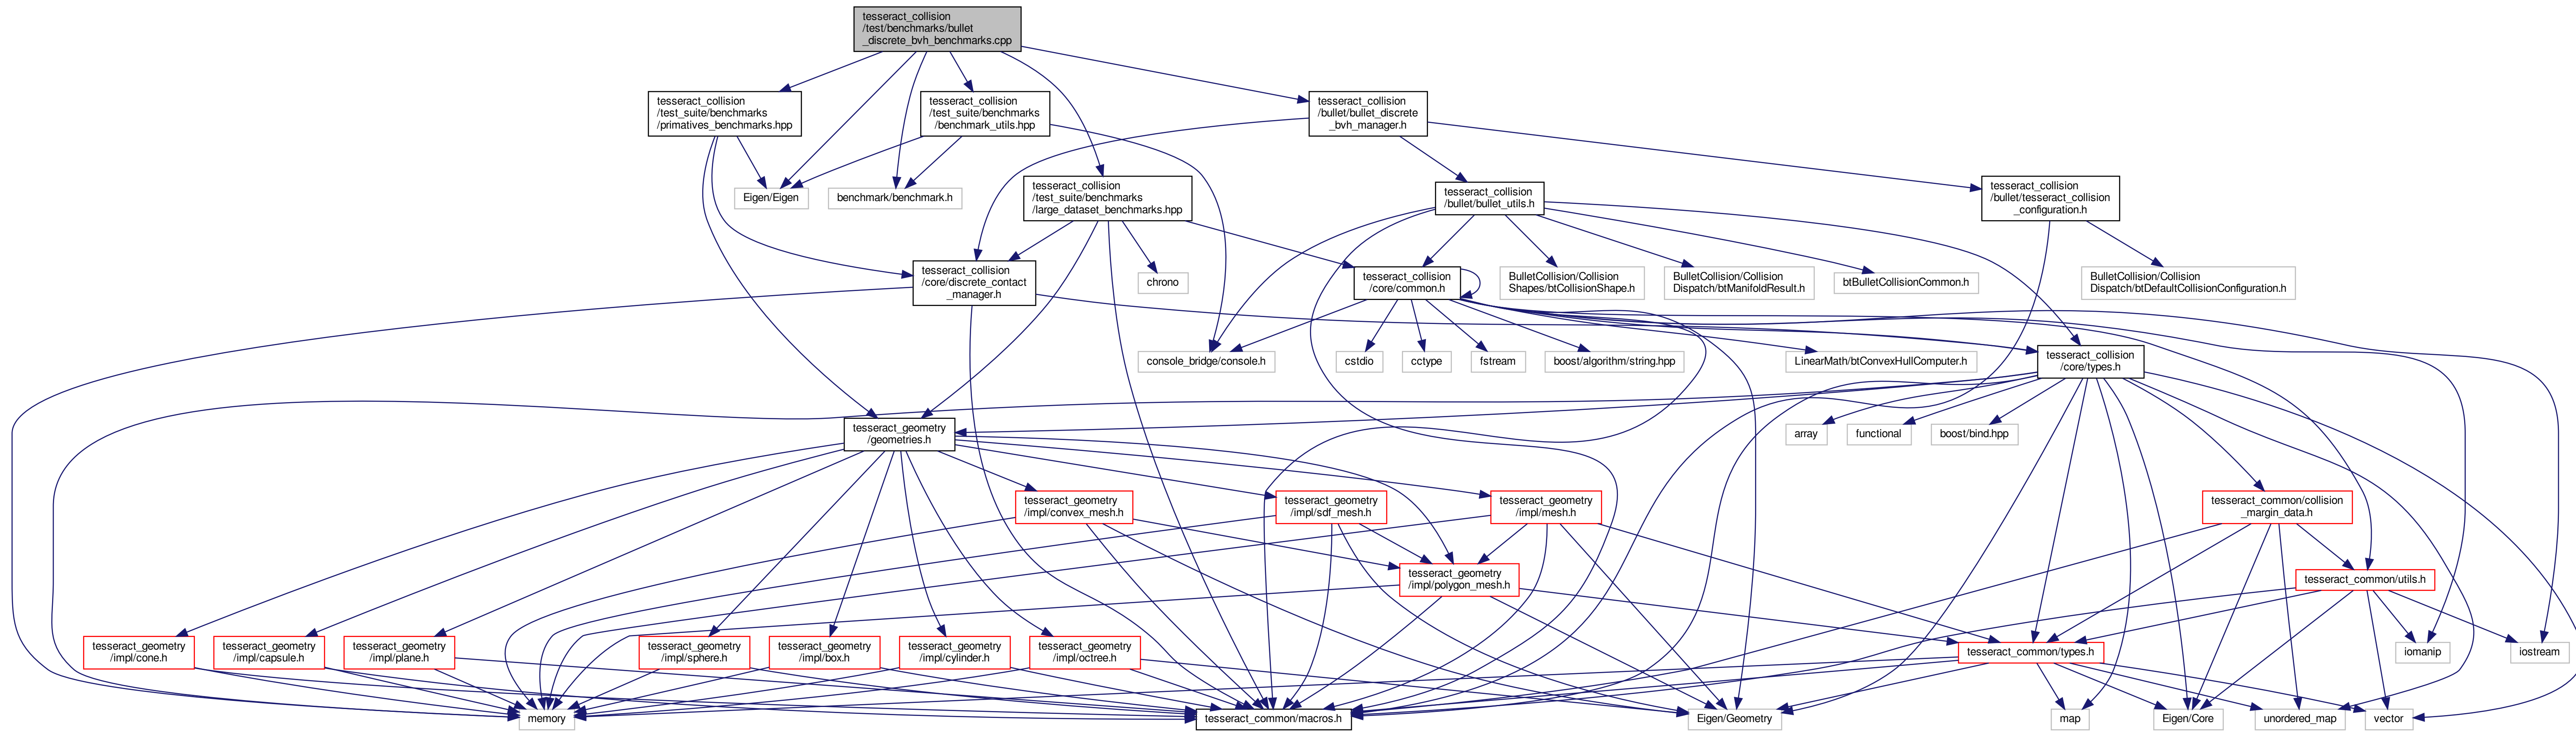 tesseract_collision
/test/benchmarks/bullet
_discrete_bvh_benchmarks.cpp
tesseract_collision
/test_suite/benchmarks
/primatives_benchmarks.hpp
tesseract_collision
/test_suite/benchmarks
/benchmark_utils.hpp
tesseract_collision
/bullet/bullet_discrete
_bvh_manager.h
Eigen/Eigen
benchmark/benchmark.h
tesseract_collision
/test_suite/benchmarks
/large_dataset_benchmarks.hpp
tesseract_collision
/bullet/bullet_utils.h
tesseract_collision
/bullet/tesseract_collision
_configuration.h
tesseract_collision
/core/discrete_contact
_manager.h
chrono
tesseract_collision
/core/common.h
BulletCollision/Collision
Shapes/btCollisionShape.h
BulletCollision/Collision
Dispatch/btManifoldResult.h
btBulletCollisionCommon.h
BulletCollision/Collision
Dispatch/btDefaultCollisionConfiguration.h
console_bridge/console.h
cstdio
cctype
fstream
boost/algorithm/string.hpp
LinearMath/btConvexHullComputer.h
tesseract_collision
/core/types.h
tesseract_geometry
/geometries.h
array
functional
boost/bind.hpp
tesseract_geometry
/impl/convex_mesh.h
tesseract_geometry
/impl/sdf_mesh.h
tesseract_geometry
/impl/mesh.h
tesseract_common/collision
_margin_data.h
tesseract_geometry
/impl/polygon_mesh.h
tesseract_common/utils.h
tesseract_geometry
/impl/cone.h
tesseract_geometry
/impl/capsule.h
tesseract_geometry
/impl/plane.h
tesseract_geometry
/impl/sphere.h
tesseract_geometry
/impl/box.h
tesseract_geometry
/impl/cylinder.h
tesseract_geometry
/impl/octree.h
tesseract_common/types.h
iomanip
iostream
memory
tesseract_common/macros.h
Eigen/Geometry
map
Eigen/Core
unordered_map
vector